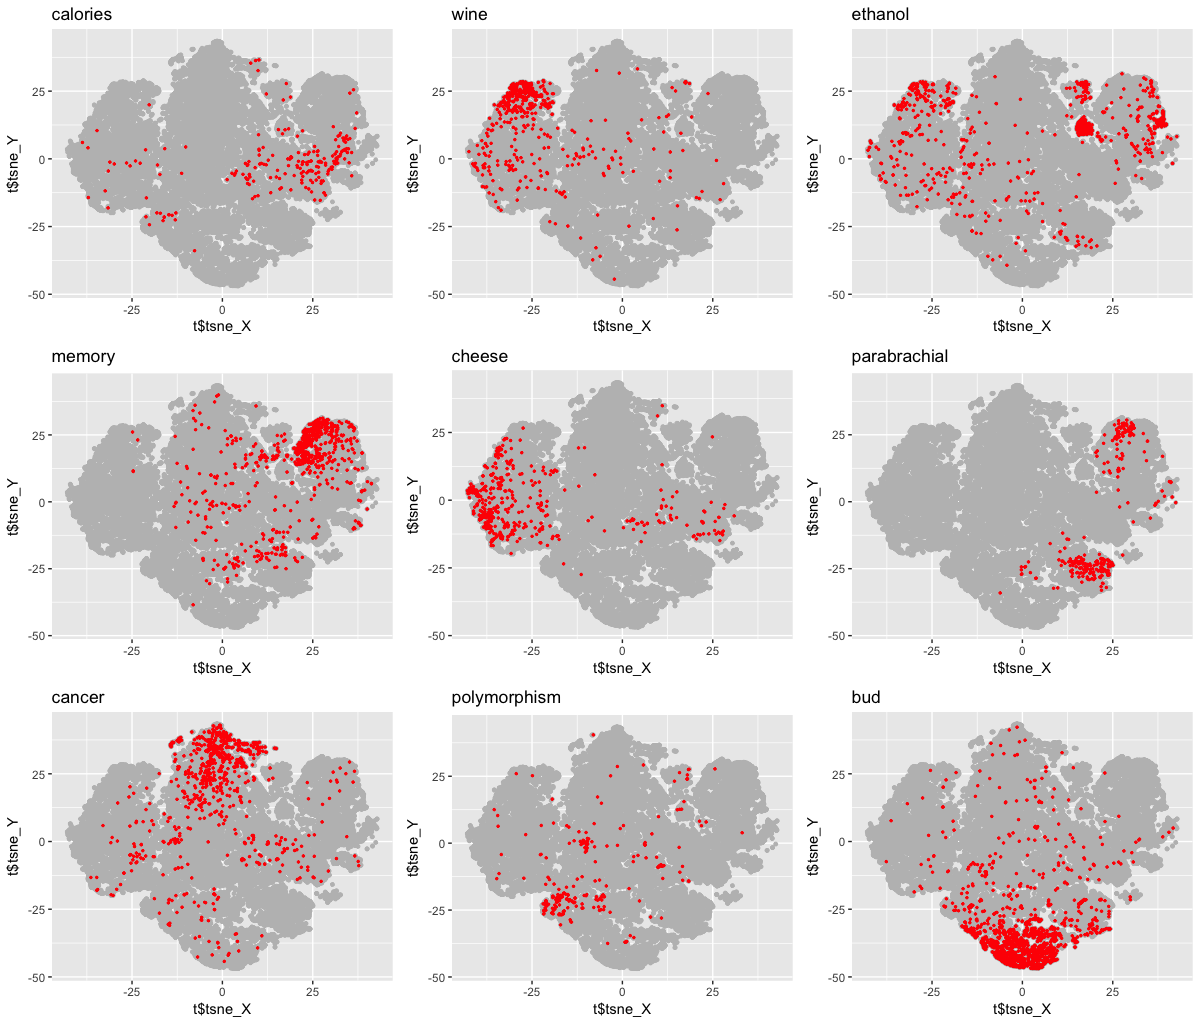 calories
wine
ethanol
25
0
-25
-50
t$tsne_Y
-25
0
25
t$tsne_X
25
0
-25
-50
t$tsne_Y
-25
0
25
t$tsne_X
25
0
-25
-50
t$tsne_Y
-25
0
25
t$tsne_X
memory
cheese
parabrachial
25
0
-25
-50
t$tsne_Y
-25
0
25
t$tsne_X
25
0
-25
-50
t$tsne_Y
-25
0
25
t$tsne_X
25
0
-25
-50
t$tsne_Y
-25
0
25
t$tsne_X
cancer
polymorphism
bud
25
0
-25
-50
t$tsne_Y
-25
0
25
t$tsne_X
25
0
-25
-50
t$tsne_Y
-25
0
25
t$tsne_X
25
0
-25
-50
t$tsne_Y
-25
0
25
t$tsne_X